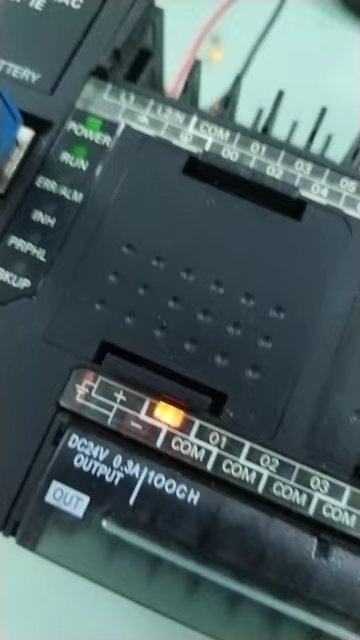 BATTERY
L1 L2/N COM 01 03 05
00 02 04
POWER
RUN
ERR/ALM
INH
PRPHL
BKUP
+ 01 02 03
- COM COM COM COM
DC24V 0.3A
OUTPUT
100CH
OUT